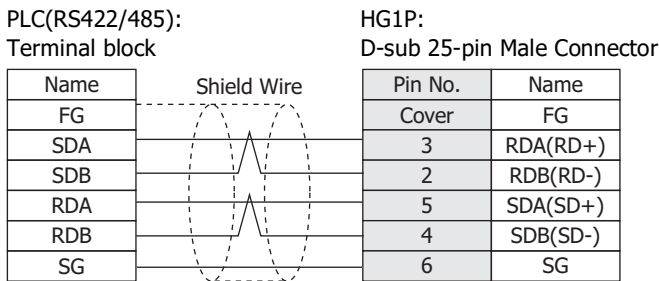 PLC(RS422/485): HG1P:
Terminal block D-sub 25-pin Male Connector
Name Shield Wire Pin No. Name
FG Cover FG
SDA 3 RDA(RD+)
SDB 2 RDB(RD-)
RDA 5 SDA(SD+)
RDB 4 SDB(SD-)
SG 6 SG